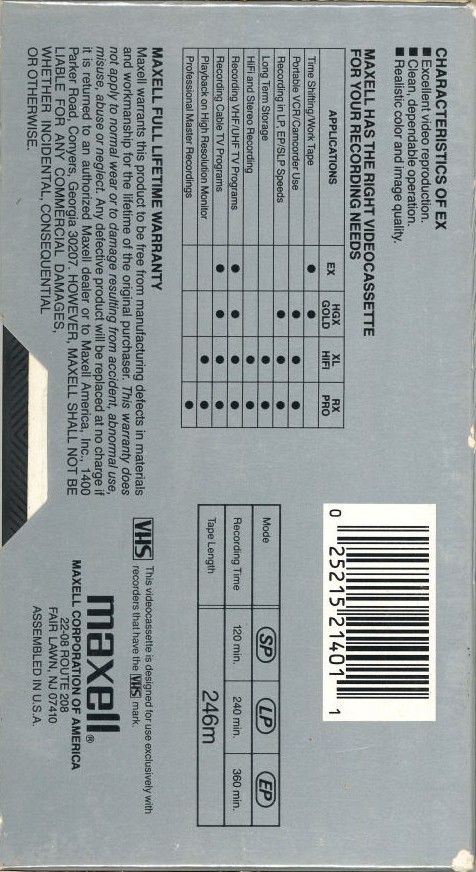 CHARACTERISTICS OF EX
■ Excellent video reproduction.
■ Clean, dependable operation.
■ Realistic color and image quality.
MAXELL HAS THE RIGHT VIDEOCASSETTE
FOR YOUR RECORDING NEEDS
APPLICATIONS EX HGX GOLD XL HIFI RX PRO
Time Shifting/Work Tape ● ●
Portable VCR/Camcorder Use ● ● ●
Recording in LP, EP/SLP Speeds ● ● ●
Long Term Storage ● ●
HiFi and Stereo Recording ● ●
Recording VHF/UHF TV Programs ● ● ● ●
Recording Cable TV Programs ● ● ● ●
Playback on High Resolution Monitor ● ●
Professional Master Recordings ●
MAXELL FULL LIFETIME WARRANTY
Maxell warrants this product to be free from manufacturing defects in materials
and workmanship for the lifetime of the original purchaser. This warranty does
not apply to normal wear or to damage resulting from accident, abnormal use,
misuse, abuse or neglect. Any defective product will be replaced at no charge if
it is returned to an authorized Maxell dealer or to Maxell America, Inc., 1400
Parker Road, Conyers, Georgia 30207. HOWEVER, MAXELL SHALL NOT BE
LIABLE FOR ANY COMMERCIAL DAMAGES,
WHETHER INCIDENTAL, CONSEQUENTIAL
OR OTHERWISE.
0 25215 21401 1
Mode SP LP EP
Recording Time 120 min. 240 min. 360 min.
Tape Length 246m
VHS This videocassette is designed for use exclusively with
recorders that have the VHS mark.
maxell®
MAXELL CORPORATION OF AMERICA
22-08 ROUTE 208
FAIR LAWN, NJ 07410
ASSEMBLED IN U.S.A.